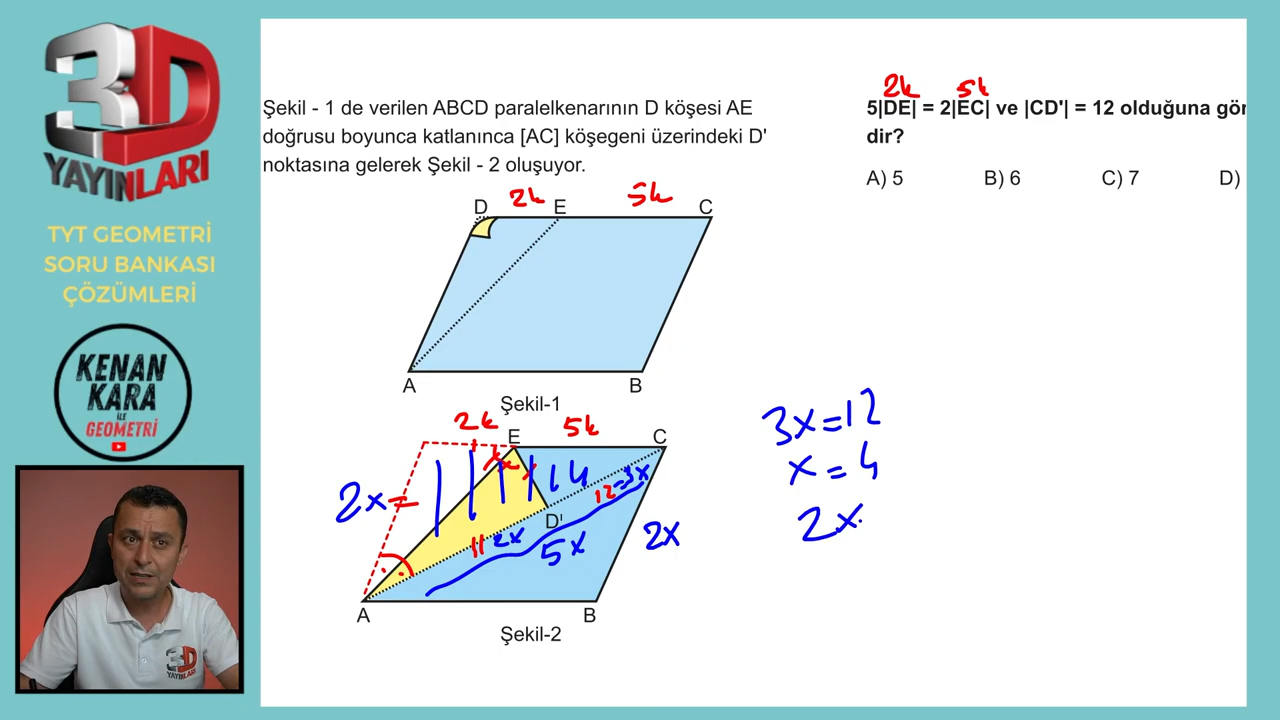 3D
YAYINLARI
TYT GEOMETRİ
SORU BANKASI
ÇÖZÜMLERİ
KENAN
KARA
İLE
GEOMETRİ
3D
YAYINLARI
Şekil - 1 de verilen ABCD paralelkenarının D köşesi AE
doğrusu boyunca katlanınca [AC] köşegeni üzerindeki D'
noktasına gelerek Şekil - 2 oluşuyor.
2k 5k
D E C
A B
Şekil-1
2k 5k
E C
2x=
14
12=3x
D'
11 2x
5x
2x
A B
Şekil-2
2k 5k
5|DE| = 2|EC| ve |CD'| = 12 olduğuna gör
dir?
A) 5 B) 6 C) 7 D)
3x=12
x=4
2x